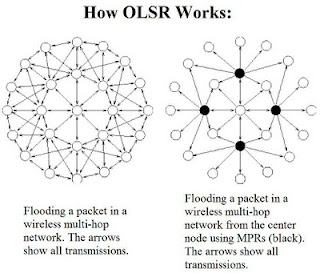 How OLSR Works:
Flooding a packet in a
wireless multi-hop
network. The arrows
show all transmissions.
Flooding a packet in a
wireless multi-hop
network from the center
node using MPRs (black).
The arrows show all
transmissions.